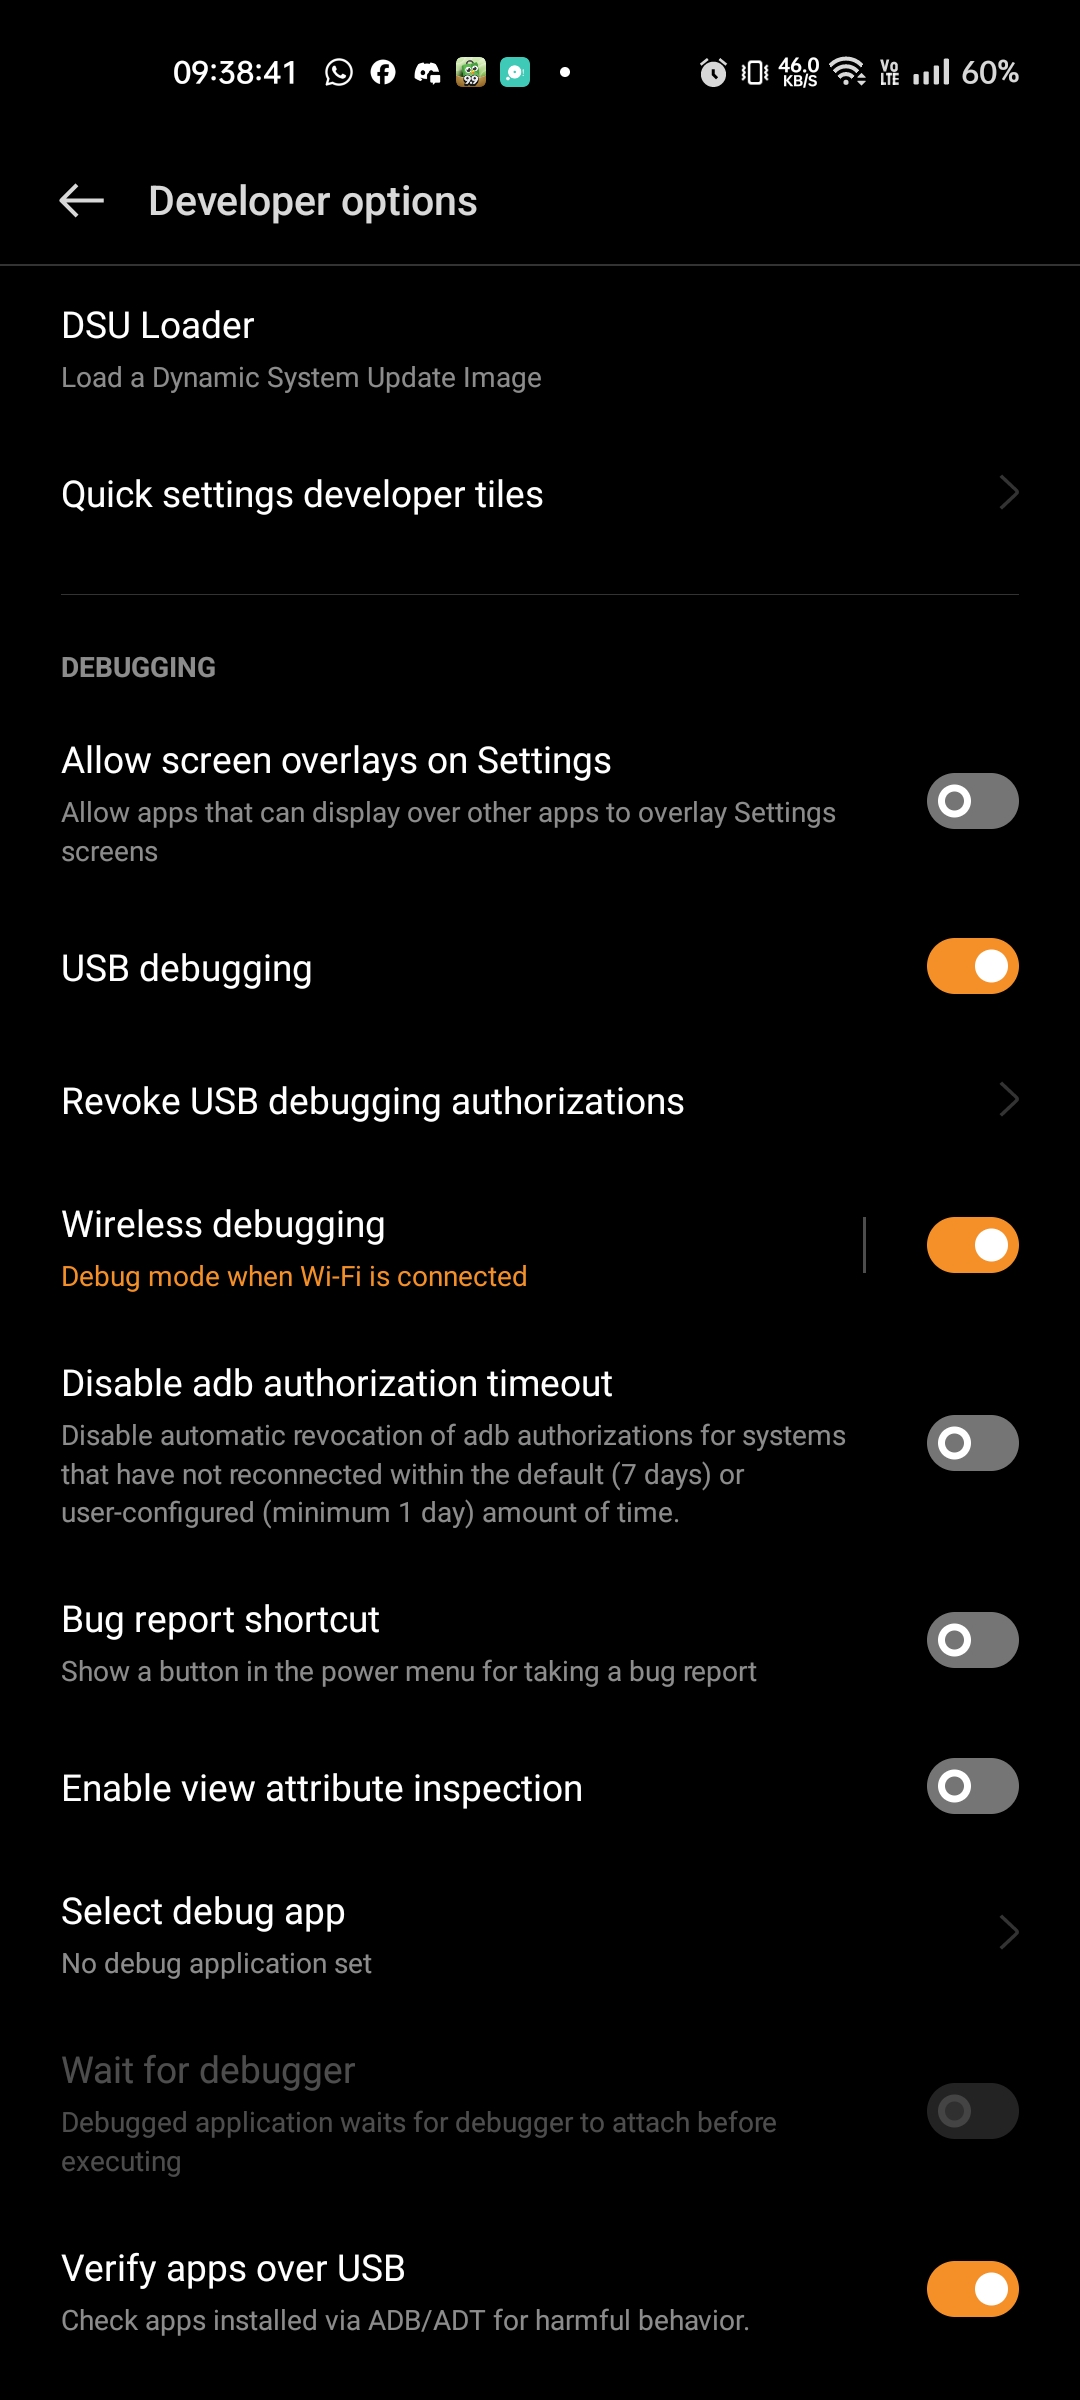 09:38:41 99 46.0 KB/S Vo LTE 60%
Developer options
DSU Loader
Load a Dynamic System Update Image
Quick settings developer tiles
DEBUGGING
Allow screen overlays on Settings
Allow apps that can display over other apps to overlay Settings
screens
USB debugging
Revoke USB debugging authorizations
Wireless debugging
Debug mode when Wi-Fi is connected
Disable adb authorization timeout
Disable automatic revocation of adb authorizations for systems
that have not reconnected within the default (7 days) or
user-configured (minimum 1 day) amount of time.
Bug report shortcut
Show a button in the power menu for taking a bug report
Enable view attribute inspection
Select debug app
No debug application set
Wait for debugger
Debugged application waits for debugger to attach before
executing
Verify apps over USB
Check apps installed via ADB/ADT for harmful behavior.